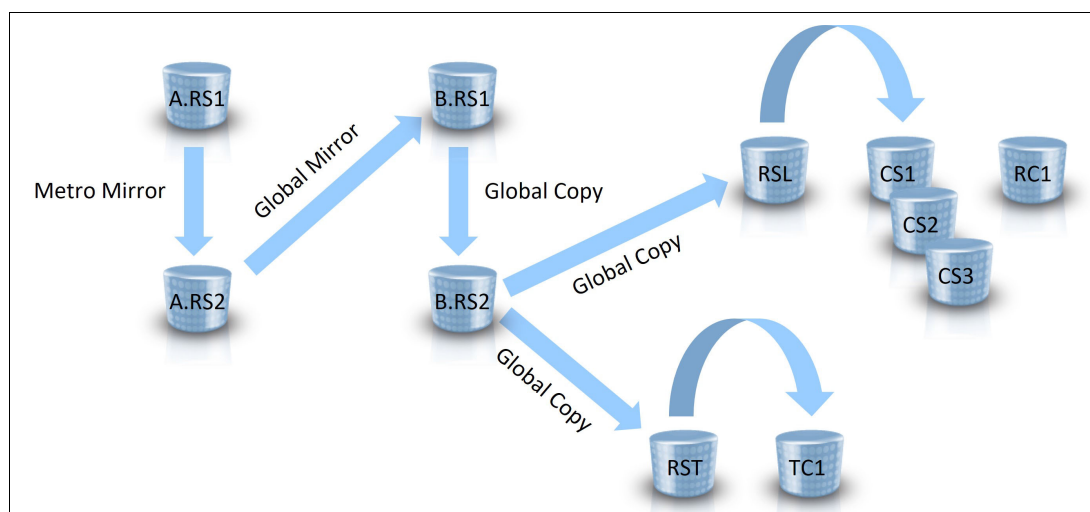 A.RS1
B.RS1
RSL
CS1
RC1
Metro Mirror
Global Mirror
Global Copy
CS2
CS3
A.RS2
B.RS2
Global Copy
Global Copy
RST
TC1